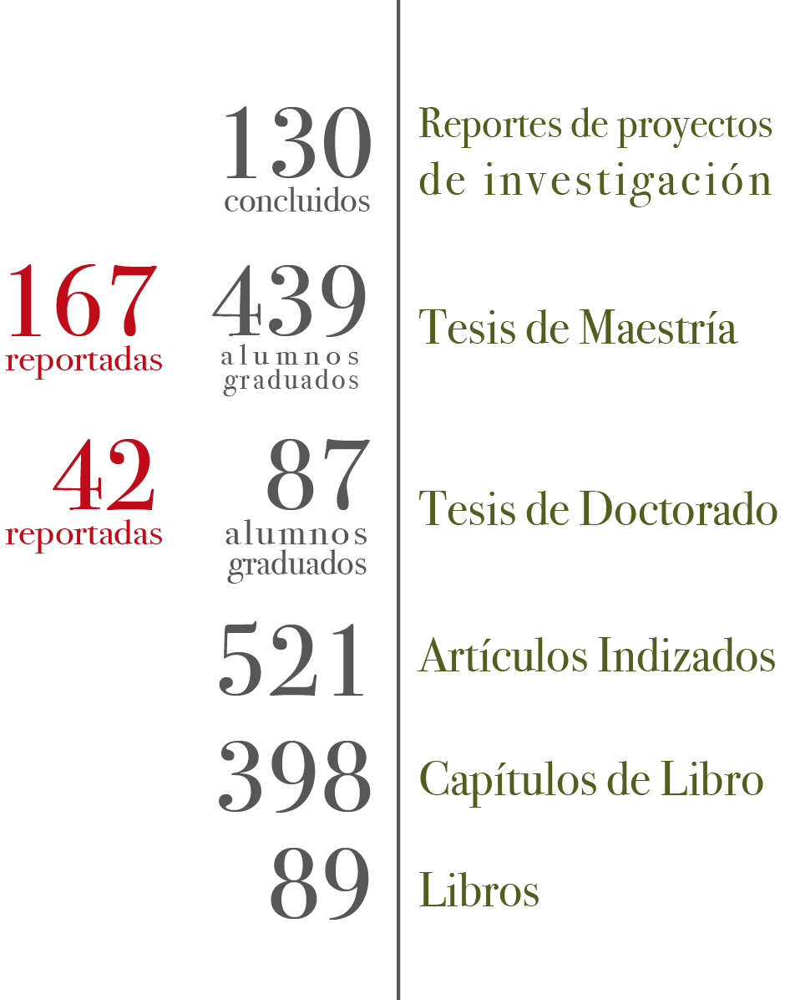 130
concluidos
Reportes de proyectos
de investigación
167
reportadas
439
alumnos
graduados
Tesis de Maestría
42
reportadas
87
alumnos
graduados
Tesis de Doctorado
521
Artículos Indizados
398
Capítulos de Libro
89
Libros